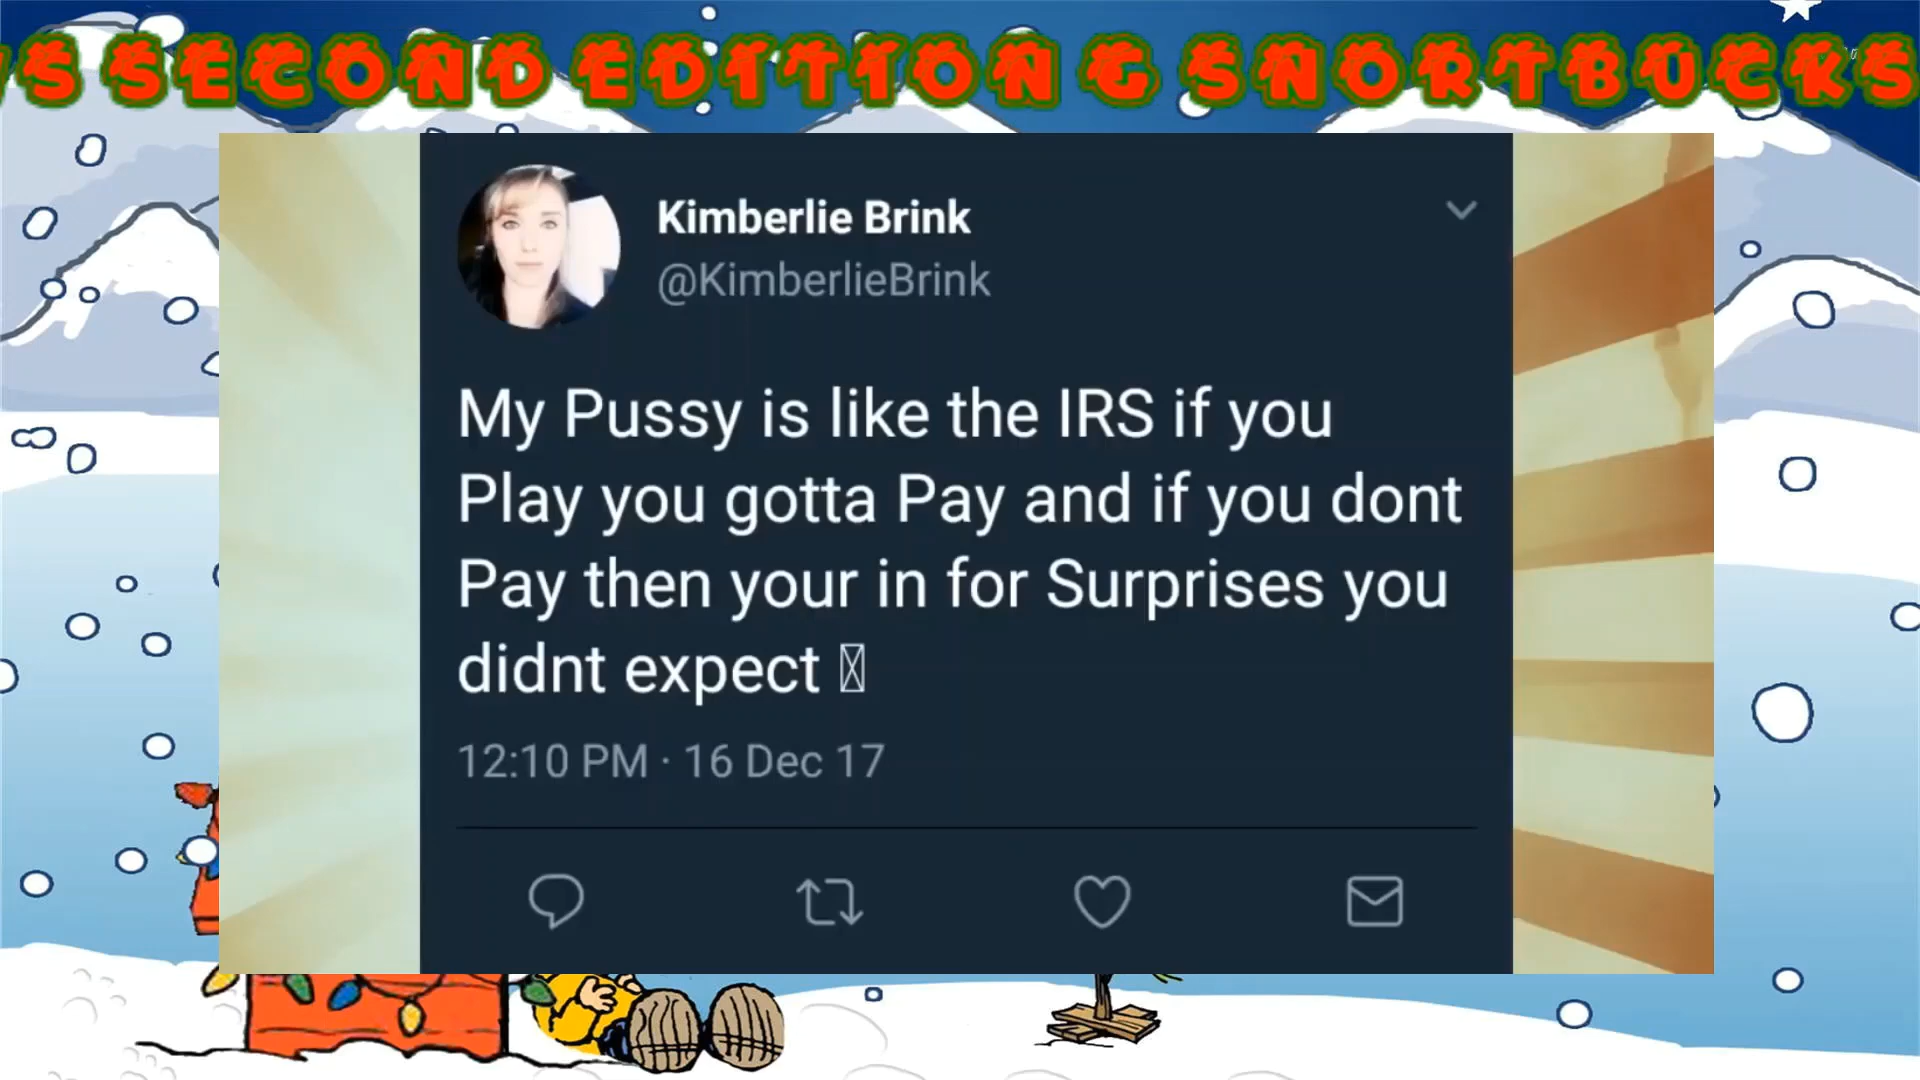 S SECOND EDITION & SNORTBUCKS
Kimberlie Brink
@KimberlieBrink
My Pussy is like the IRS if you
Play you gotta Pay and if you dont
Pay then your in for Surprises you
didnt expect
12:10 PM · 16 Dec 17